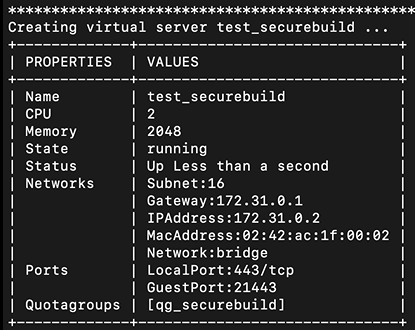 ************************************************
Creating virtual server test_securebuild ...
+-------------+-------------------------------+
| PROPERTIES | VALUES |
+-------------+-------------------------------+
| Name | test_securebuild |
| CPU | 2 |
| Memory | 2048 |
| State | running |
| Status | Up Less than a second |
| Networks | Subnet:16 |
| | Gateway:172.31.0.1 |
| | IPAddress:172.31.0.2 |
| | MacAddress:02:42:ac:1f:00:02 |
| | Network:bridge |
| Ports | LocalPort:443/tcp |
| | GuestPort:21443 |
| Quotagroups | [qg_securebuild] |
+-------------+-------------------------------+